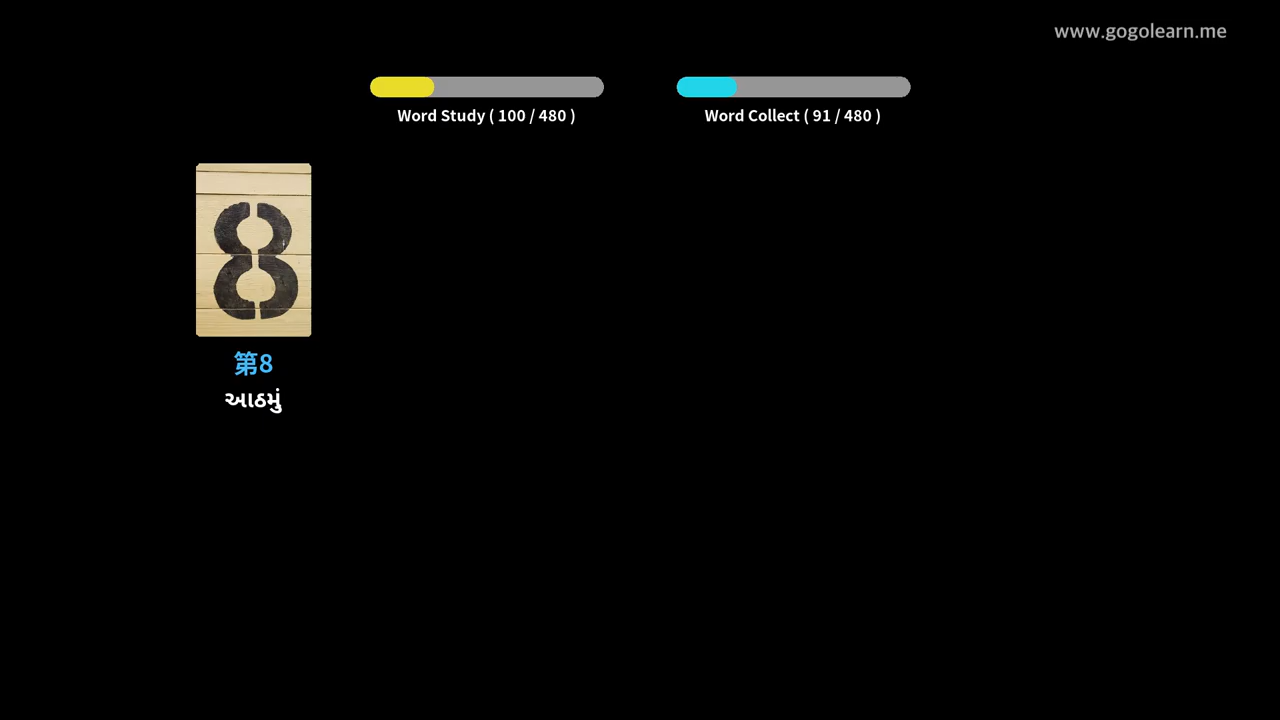 www.gogolearn.me
Word Study ( 100 / 480 )
Word Collect ( 91 / 480 )
8
第8
આઠમું